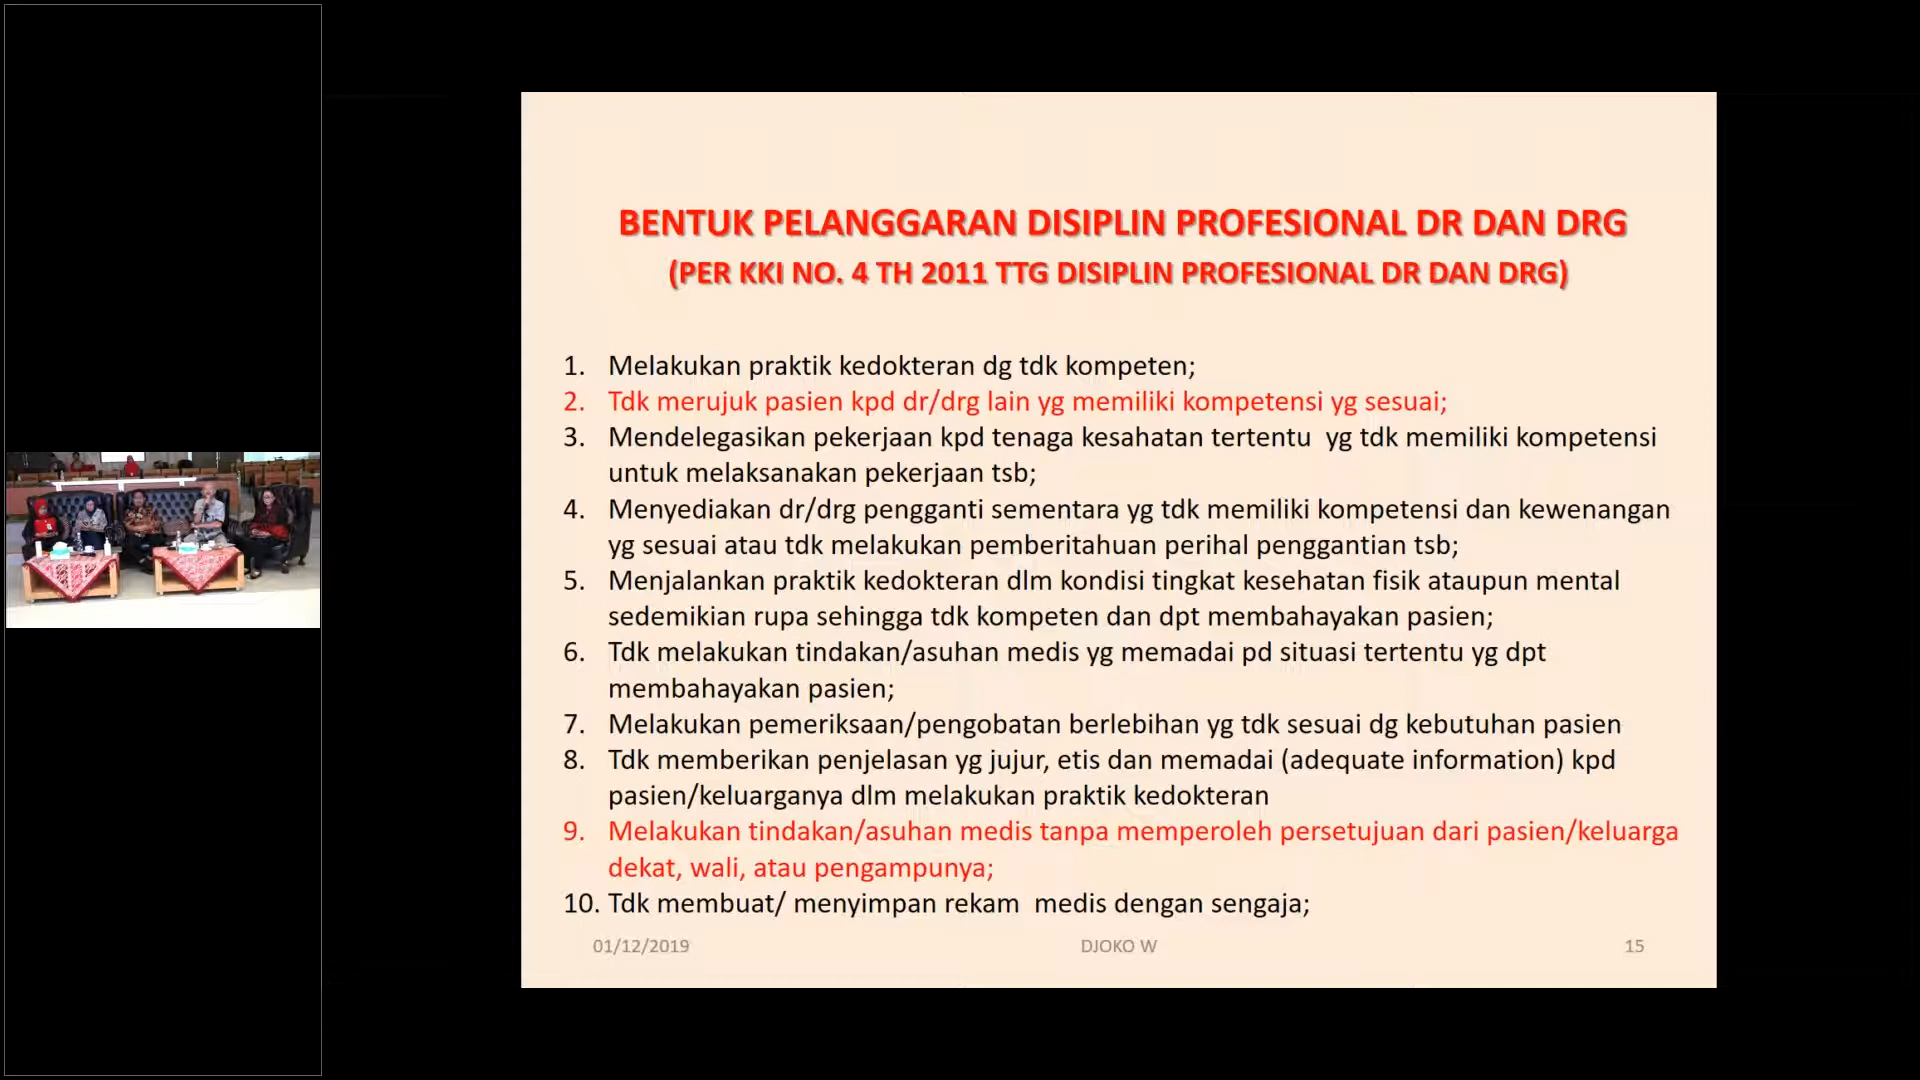 BENTUK PELANGGARAN DISIPLIN PROFESIONAL DR DAN DRG
(PER KKI NO. 4 TH 2011 TTG DISIPLIN PROFESIONAL DR DAN DRG)
1. Melakukan praktik kedokteran dg tdk kompeten;
2. Tdk merujuk pasien kpd dr/drg lain yg memiliki kompetensi yg sesuai;
3. Mendelegasikan pekerjaan kpd tenaga kesahatan tertentu yg tdk memiliki kompetensi
untuk melaksanakan pekerjaan tsb;
4. Menyediakan dr/drg pengganti sementara yg tdk memiliki kompetensi dan kewenangan
yg sesuai atau tdk melakukan pemberitahuan perihal penggantian tsb;
5. Menjalankan praktik kedokteran dlm kondisi tingkat kesehatan fisik ataupun mental
sedemikian rupa sehingga tdk kompeten dan dpt membahayakan pasien;
6. Tdk melakukan tindakan/asuhan medis yg memadai pd situasi tertentu yg dpt
membahayakan pasien;
7. Melakukan pemeriksaan/pengobatan berlebihan yg tdk sesuai dg kebutuhan pasien
8. Tdk memberikan penjelasan yg jujur, etis dan memadai (adequate information) kpd
pasien/keluarganya dlm melakukan praktik kedokteran
9. Melakukan tindakan/asuhan medis tanpa memperoleh persetujuan dari pasien/keluarga
dekat, wali, atau pengampunya;
10. Tdk membuat/ menyimpan rekam medis dengan sengaja;
01/12/2019 DJOKO W 15